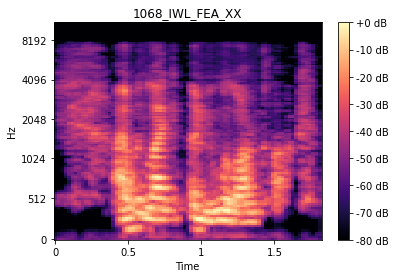 1068_IWL_FEA_XX
8192
4096
2048
1024
512
0
Hz
0
0.5
1
1.5
Time
+0 dB
-10 dB
-20 dB
-30 dB
-40 dB
-50 dB
-60 dB
-70 dB
-80 dB